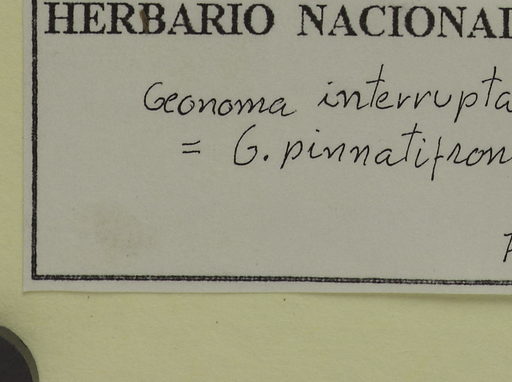 HERBARIO NACIONAL
Geonoma interrupta
= G. pinnatifron